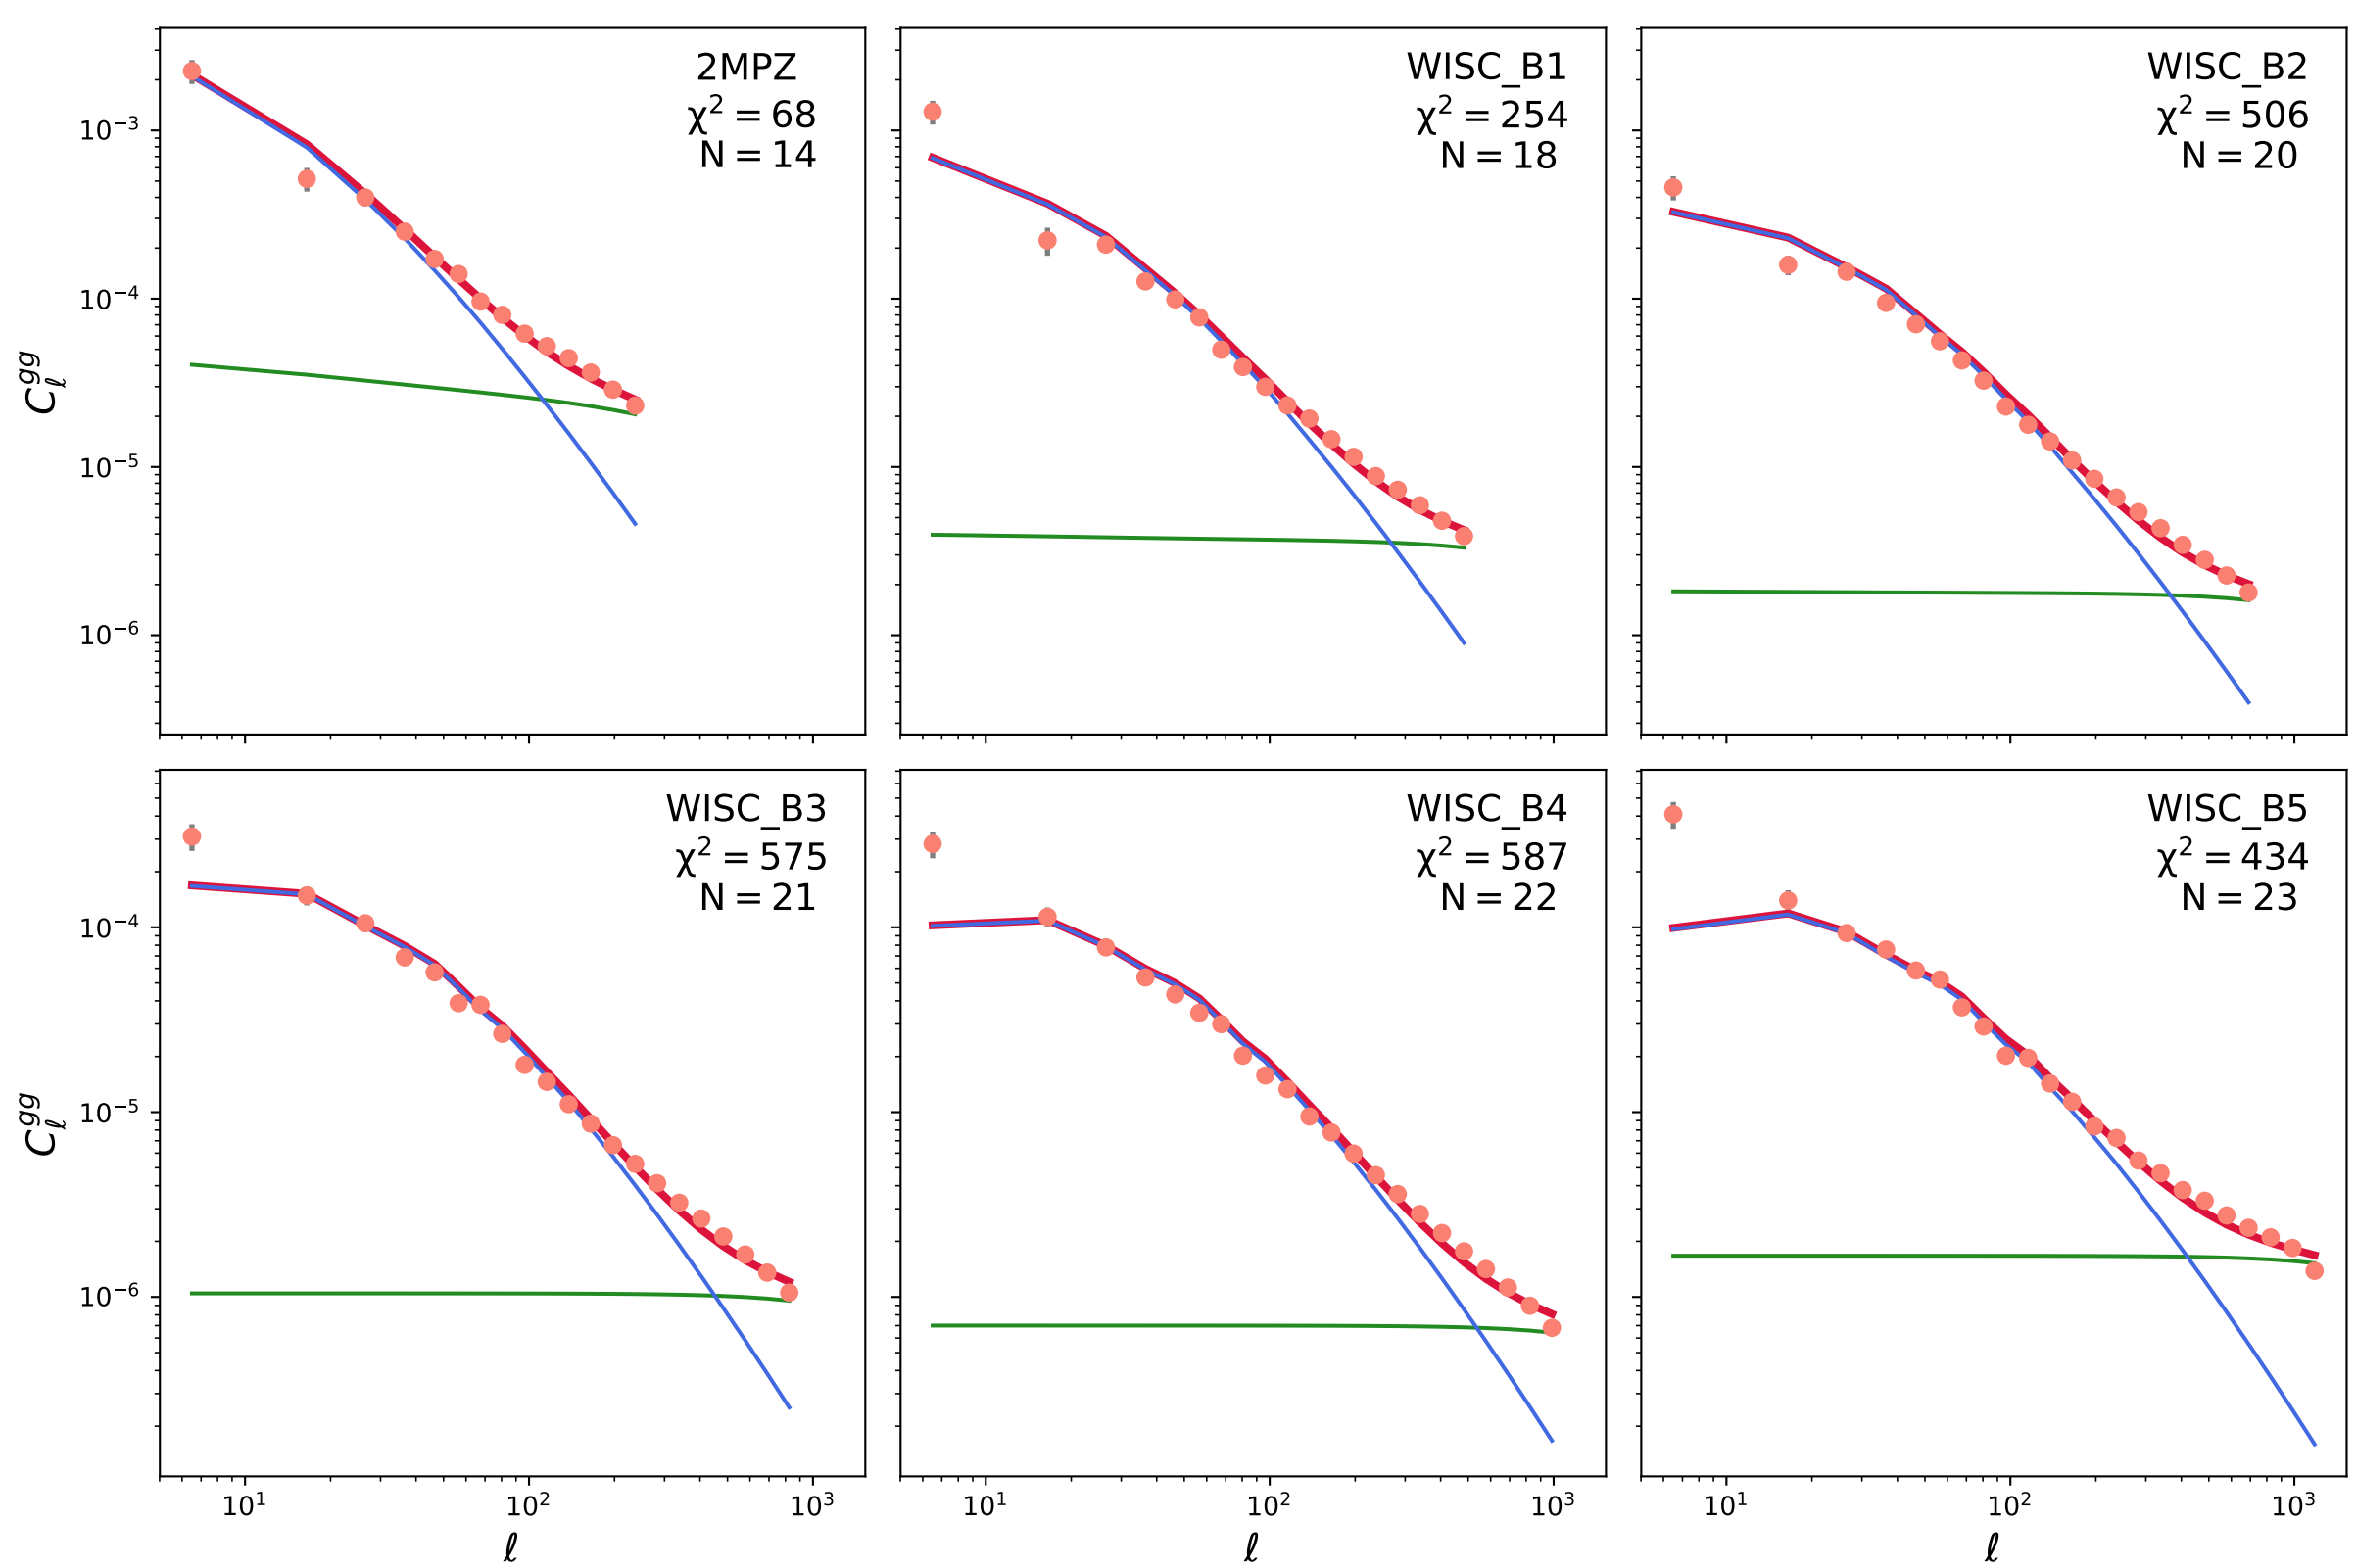 2MPZ
χ² = 68
N = 14
WISC_B1
χ² = 254
N = 18
WISC_B2
χ² = 506
N = 20
10⁻³
10⁻⁴
10⁻⁵
10⁻⁶
C_ℓ^{gg}
WISC_B3
χ² = 575
N = 21
WISC_B4
χ² = 587
N = 22
WISC_B5
χ² = 434
N = 23
10⁻⁴
10⁻⁵
10⁻⁶
C_ℓ^{gg}
10¹ 10² 10³
10¹ 10² 10³
10¹ 10² 10³
ℓ ℓ ℓ